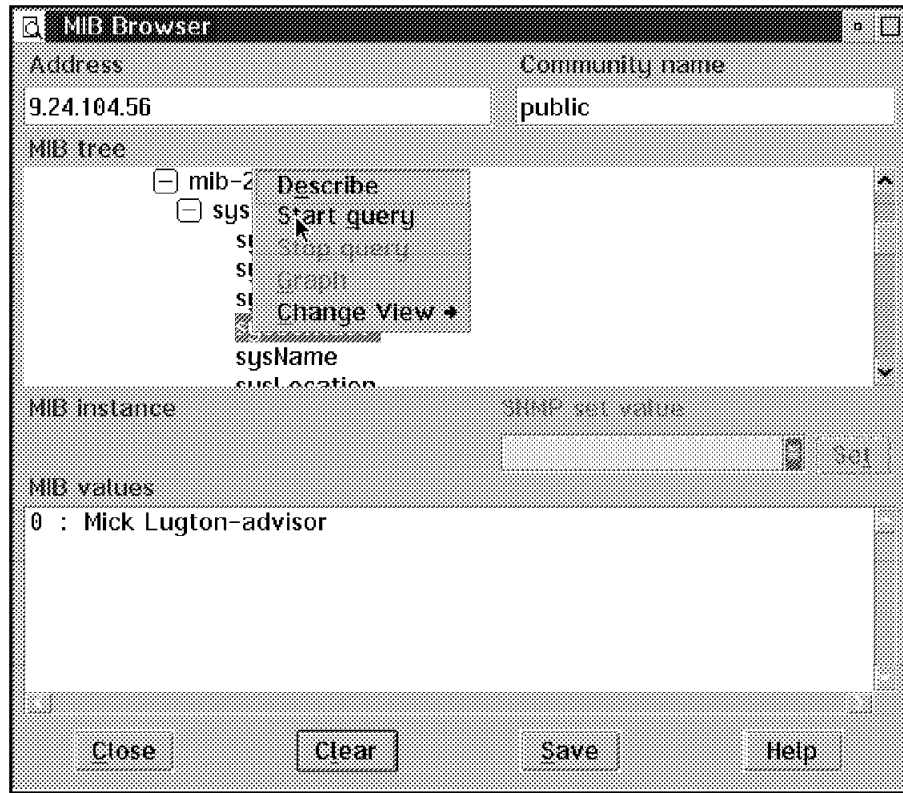 MIB Browser
Address
Community name
9.24.104.56
public
MIB tree
mib-2
Describe
sys
Start query
Stop query
Graph
Change View
sysName
sysLocation
MIB instance
SNMP set value
Set
MIB values
0 : Mick Lugton-advisor
Close
Clear
Save
Help